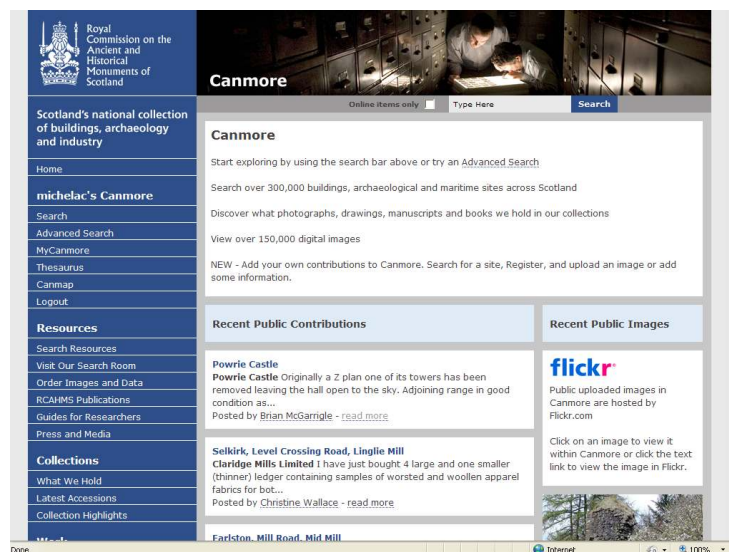 Royal
Commission on the
Ancient and
Historical
Monuments of
Scotland
Canmore
Online items only
Type Here
Search
Scotland's national collection
of buildings, archaeology
and industry
Home
michelac's Canmore
Search
Advanced Search
MyCanmore
Thesaurus
Canmap
Logout
Resources
Search Resources
Visit Our Search Room
Order Images and Data
RCAHMS Publications
Guides for Researchers
Press and Media
Collections
What We Hold
Latest Accessions
Collection Highlights
Work
Canmore
Start exploring by using the search bar above or try an Advanced Search
Search over 300,000 buildings, archaeological and maritime sites across Scotland
Discover what photographs, drawings, manuscripts and books we hold in our collections
View over 150,000 digital images
NEW - Add your own contributions to Canmore. Search for a site, Register, and upload an image or add
some information.
Recent Public Contributions
Powrie Castle
Powrie Castle Originally a Z plan one of its towers has been
removed leaving the hall open to the sky. Adjoining range in good
condition as...
Posted by Brian McGarrigle - read more
Selkirk, Level Crossing Road, Linglie Mill
Claridge Mills Limited I have just bought 4 large and one smaller
(thinner) ledger containing samples of worsted and woollen apparel
fabrics for bot...
Posted by Christine Wallace - read more
Earlston, Mill Road, Mid Mill
Recent Public Images
flickr
Public uploaded images in
Canmore are hosted by
Flickr.com
Click on an image to view it
within Canmore or click the text
link to view the image in Flickr.
Done
Internet
100%